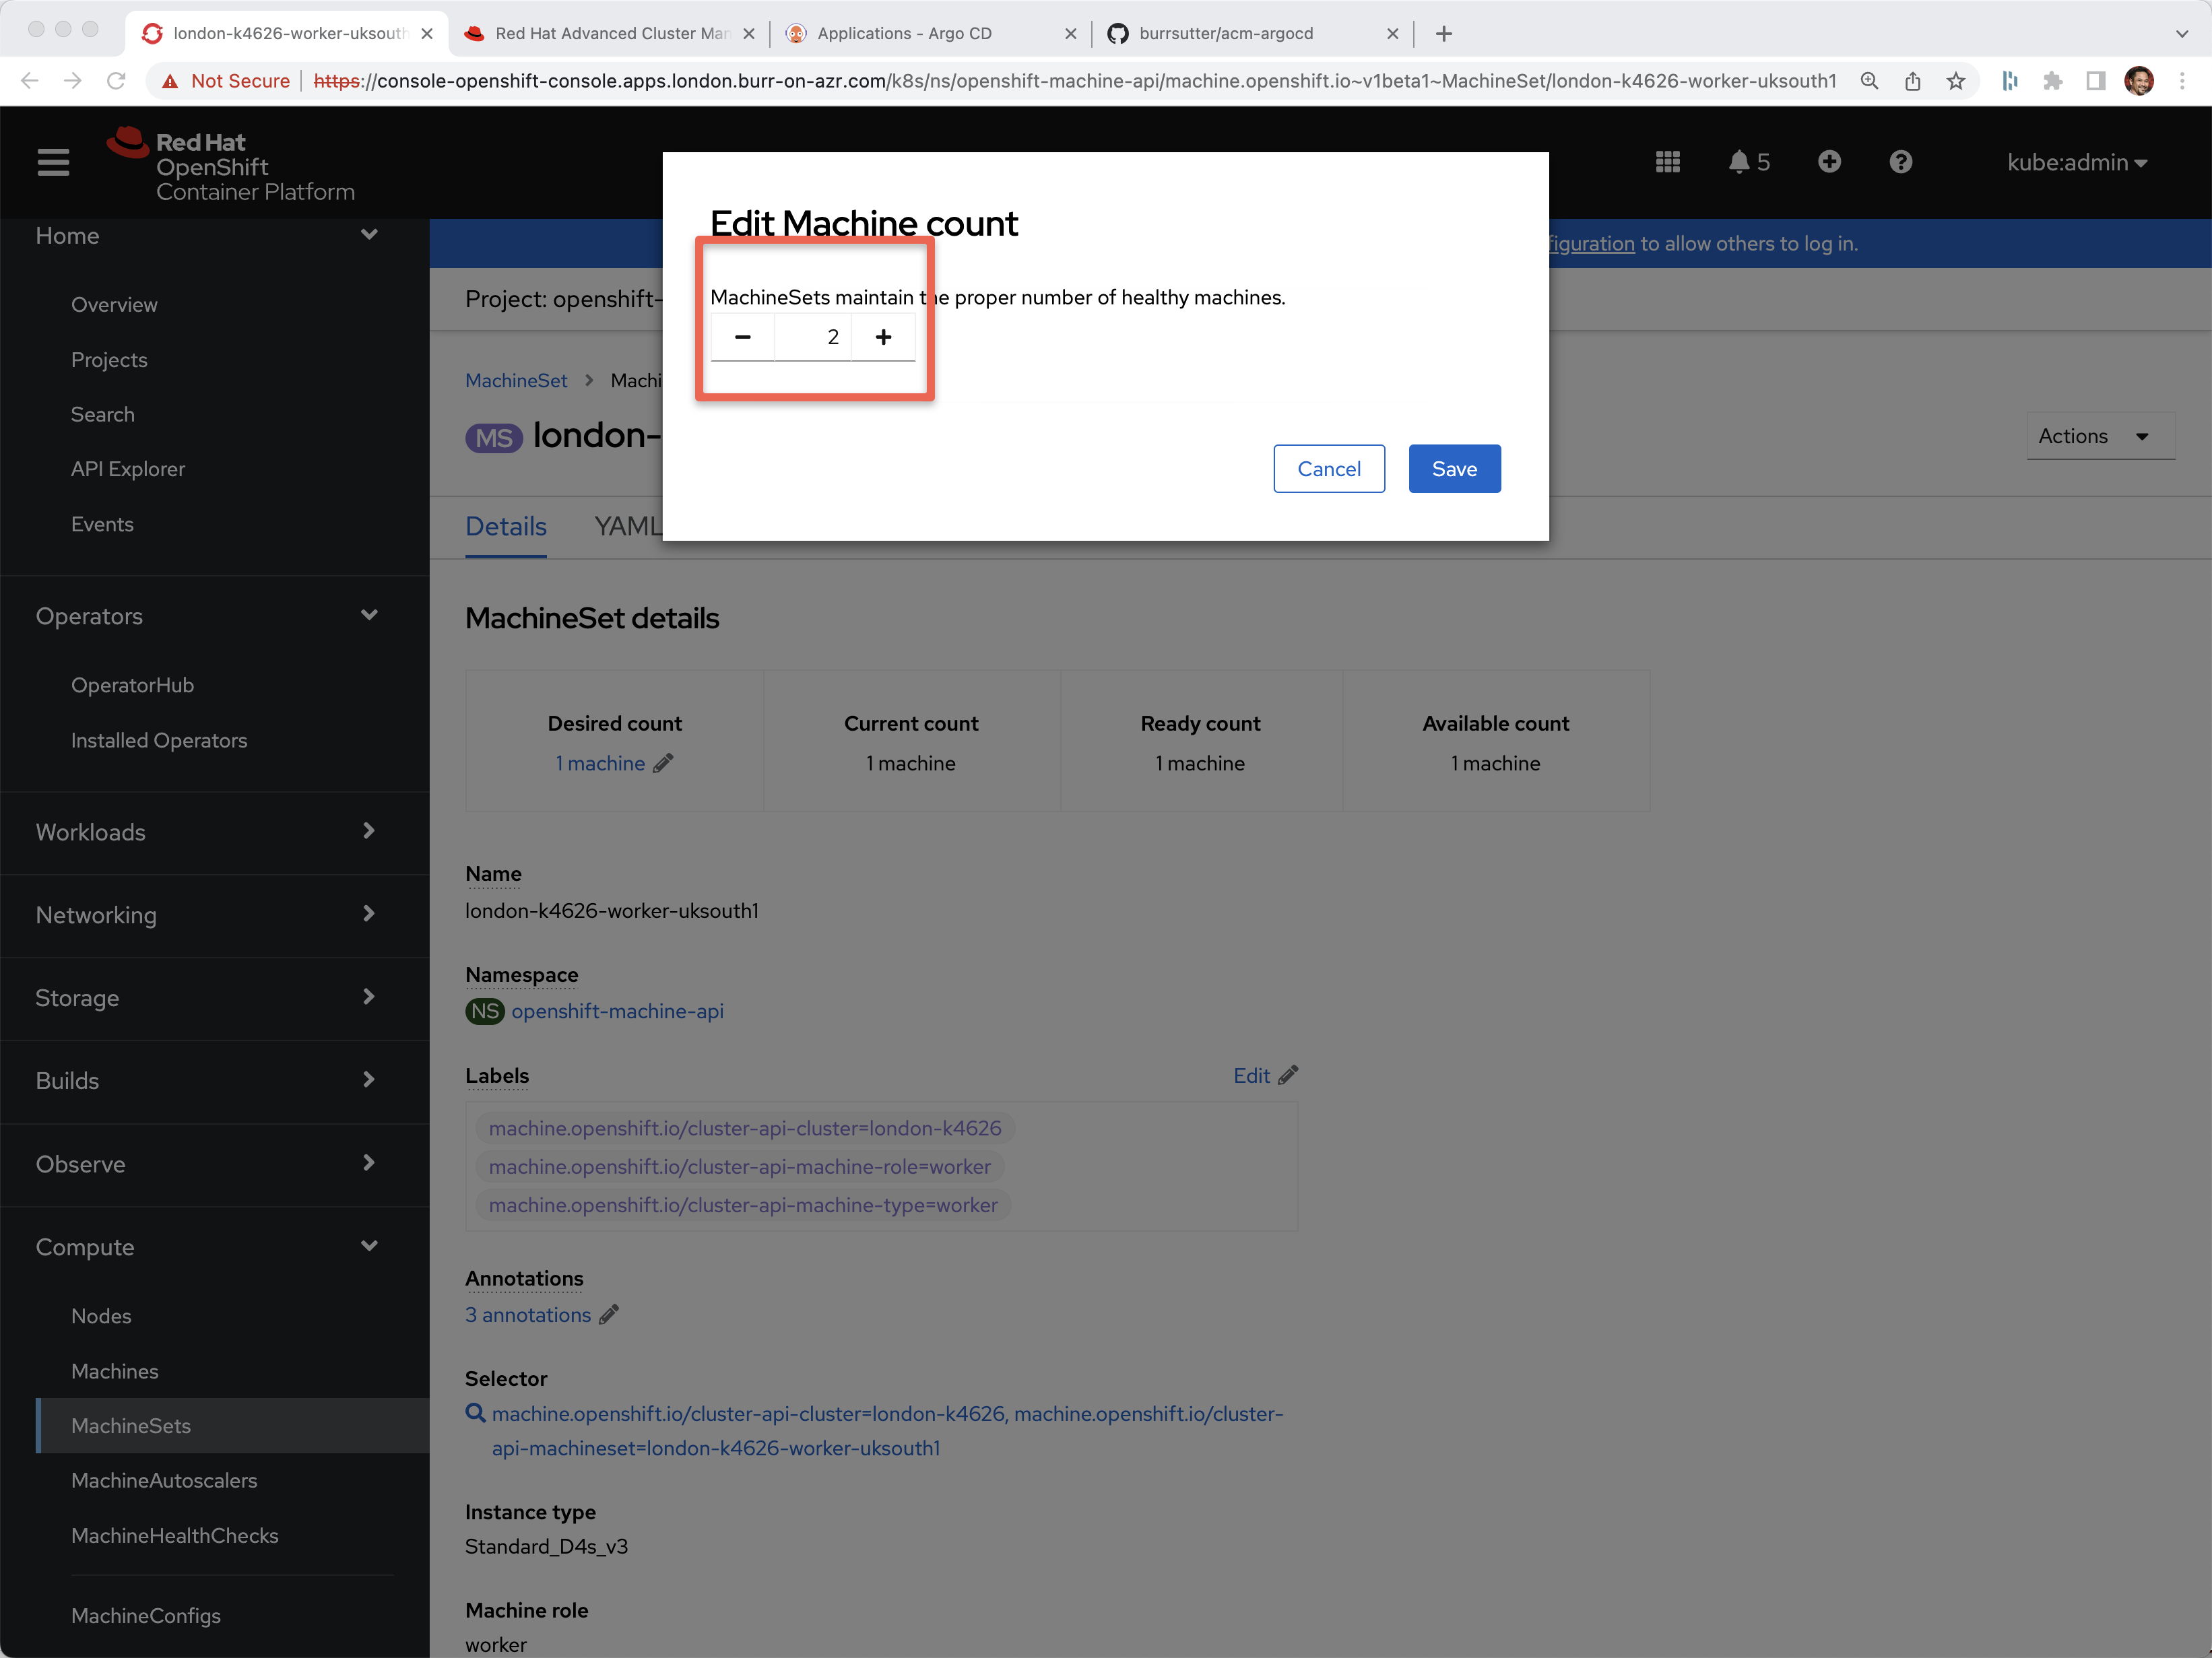 london-k4626-worker-uksouth
Red Hat Advanced Cluster Man
Applications - Argo CD
burrsutter/acm-argocd
Not Secure
https://console-openshift-console.apps.london.burr-on-azr.com/k8s/ns/openshift-machine-api/machine.openshift.io~v1beta1~MachineSet/london-k4626-worker-uksouth1
Red Hat
OpenShift
Container Platform
5
kube:admin
Home
Overview
Projects
Search
API Explorer
Events
Operators
OperatorHub
Installed Operators
Workloads
Networking
Storage
Builds
Observe
Compute
Nodes
Machines
MachineSets
MachineAutoscalers
MachineHealthChecks
MachineConfigs
figuration to allow others to log in.
Project: openshift-
MachineSet
Machi
MS london-
Actions
Details
YAML
Edit Machine count
MachineSets maintain the proper number of healthy machines.
2
Cancel
Save
MachineSet details
Desired count
1 machine
Current count
1 machine
Ready count
1 machine
Available count
1 machine
Name
london-k4626-worker-uksouth1
Namespace
NS openshift-machine-api
Labels
Edit
machine.openshift.io/cluster-api-cluster=london-k4626
machine.openshift.io/cluster-api-machine-role=worker
machine.openshift.io/cluster-api-machine-type=worker
Annotations
3 annotations
Selector
machine.openshift.io/cluster-api-cluster=london-k4626, machine.openshift.io/cluster-
api-machineset=london-k4626-worker-uksouth1
Instance type
Standard_D4s_v3
Machine role
worker